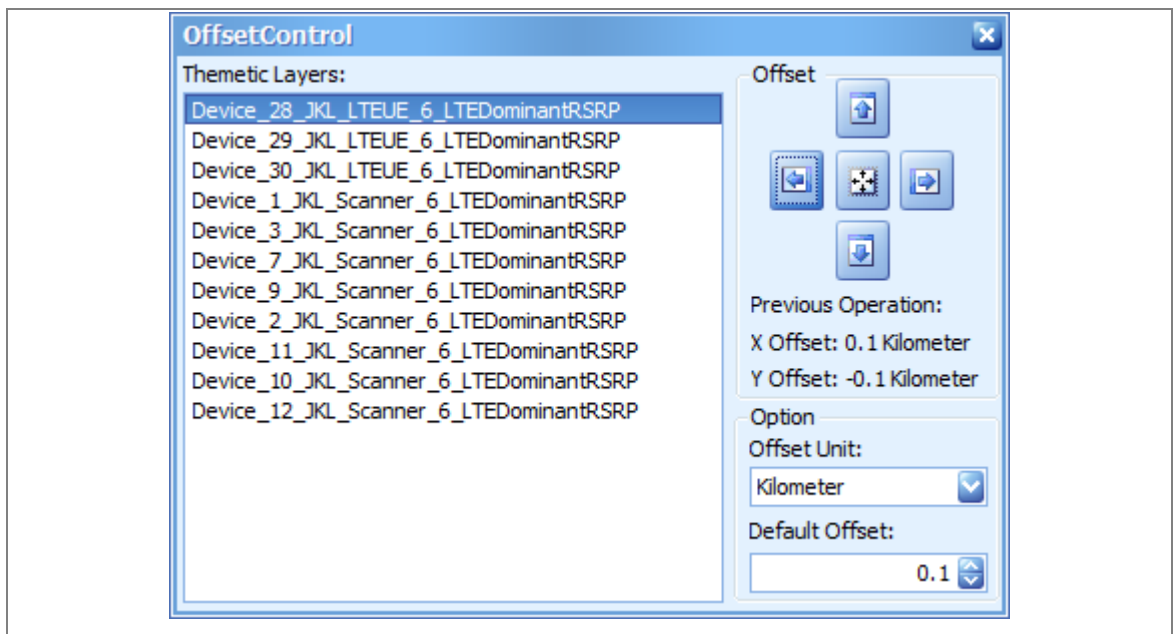 OffsetControl
Themetic Layers:
Device_28_JKL_LTEUE_6_LTEDominantRSRP
Device_29_JKL_LTEUE_6_LTEDominantRSRP
Device_30_JKL_LTEUE_6_LTEDominantRSRP
Device_1_JKL_Scanner_6_LTEDominantRSRP
Device_3_JKL_Scanner_6_LTEDominantRSRP
Device_7_JKL_Scanner_6_LTEDominantRSRP
Device_9_JKL_Scanner_6_LTEDominantRSRP
Device_2_JKL_Scanner_6_LTEDominantRSRP
Device_11_JKL_Scanner_6_LTEDominantRSRP
Device_10_JKL_Scanner_6_LTEDominantRSRP
Device_12_JKL_Scanner_6_LTEDominantRSRP
Offset
Previous Operation:
X Offset: 0.1 Kilometer
Y Offset: -0.1 Kilometer
Option
Offset Unit:
Kilometer
Default Offset:
0.1